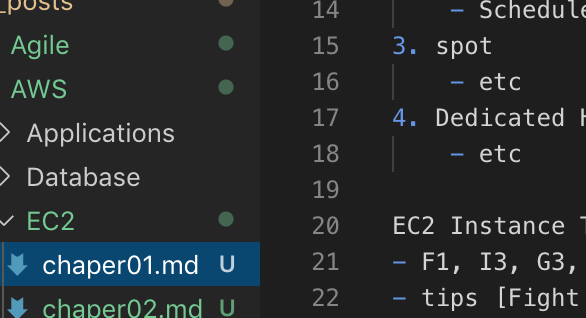 _posts
Agile
AWS
Applications
Database
EC2
chaper01.md U
chaper02.md U
14 - Schedule
15 3. spot
16 - etc
17 4. Dedicated H
18 - etc
19
20 EC2 Instance T
21 - F1, I3, G3,
22 - tips [Fight